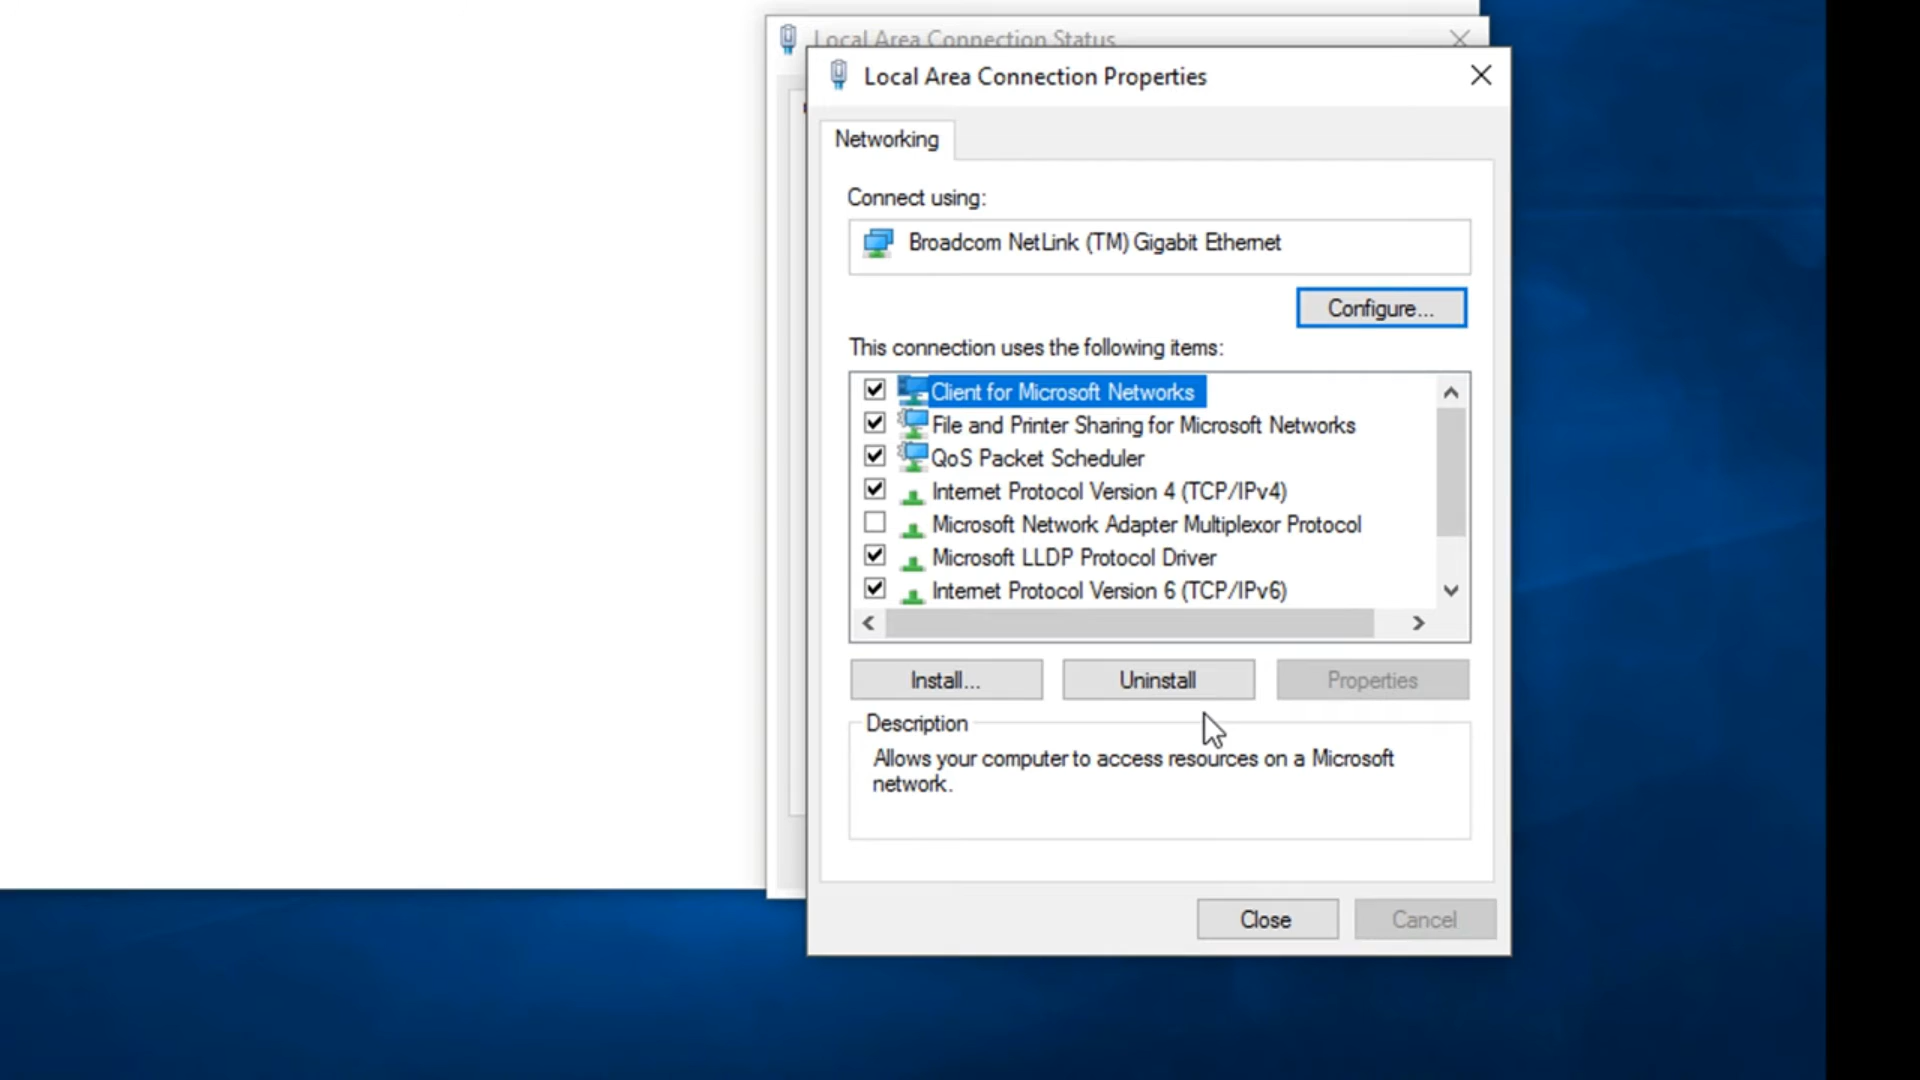 Local Area Connection Status
Local Area Connection Properties
Networking
Connect using:
Broadcom NetLink (TM) Gigabit Ethernet
Configure...
This connection uses the following items:
Client for Microsoft Networks
File and Printer Sharing for Microsoft Networks
QoS Packet Scheduler
Internet Protocol Version 4 (TCP/IPv4)
Microsoft Network Adapter Multiplexor Protocol
Microsoft LLDP Protocol Driver
Internet Protocol Version 6 (TCP/IPv6)
Install... Uninstall Properties
Description
Allows your computer to access resources on a Microsoft
network.
Close Cancel